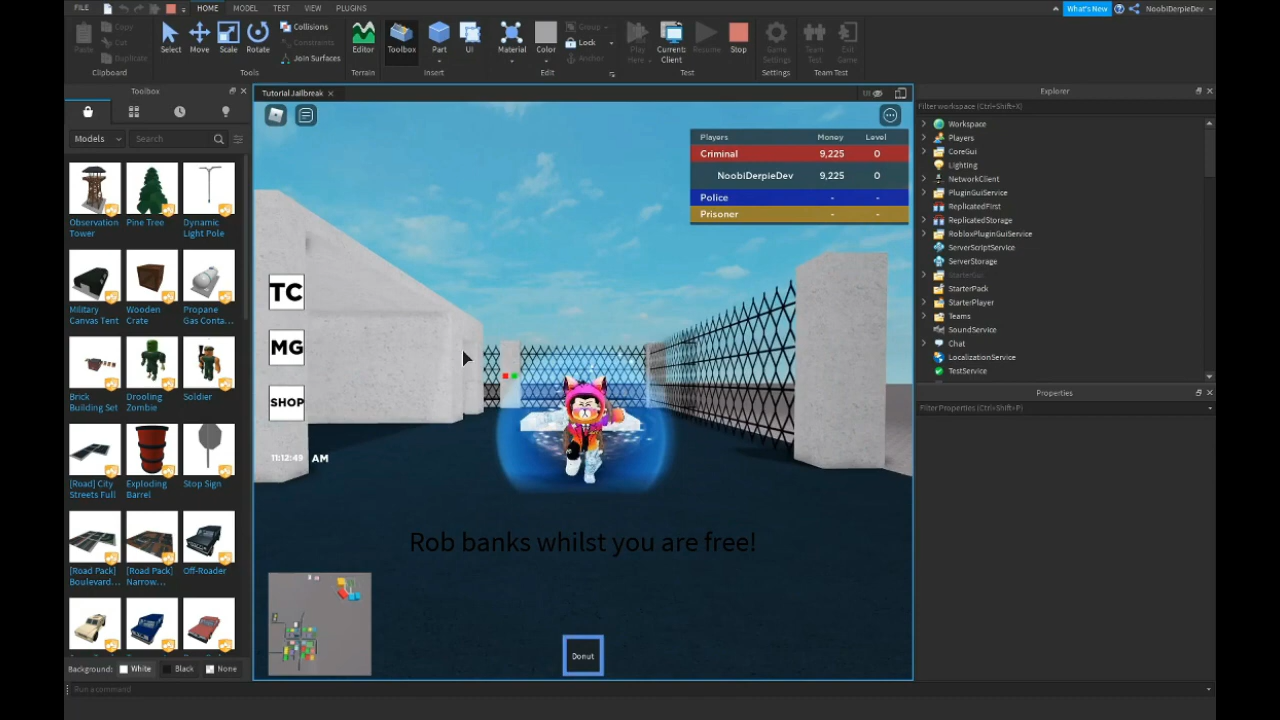 FILE HOME MODEL TEST VIEW PLUGINS What's New NoobiDerpieDev
Paste Copy Cut Duplicate Select Move Scale Rotate Collisions Constraints Join Surfaces Editor Toolbox Part UI Material Color Group Lock Anchor Play Here Current: Client Resume Stop Game Settings Team Test Exit Game
Clipboard Tools Terrain Insert Edit Test Settings Team Test
Toolbox
Models Search
Observation Tower
Pine Tree
Dynamic Light Pole
Military Canvas Tent
Wooden Crate
Propane Gas Conta...
Brick Building Set
Drooling Zombie
Soldier
[Road] City Streets Full
Exploding Barrel
Stop Sign
[Road Pack] Boulevard...
[Road Pack] Narrow...
Off-Roader
Background: White Black None
Run a command
TutorialJailbreak
UI
Players Money Level
Criminal 9,225 0
NoobiDerpieDev 9,225 0
Police - -
Prisoner - -
TC
MG
SHOP
11:12:49 AM
Rob banks whilst you are free!
Donut
Explorer
Filter workspace (Ctrl+Shift+X)
Workspace
Players
CoreGui
Lighting
NetworkClient
PluginGuiService
ReplicatedFirst
ReplicatedStorage
RobloxPluginGuiService
ServerScriptService
ServerStorage
StarterGui
StarterPack
StarterPlayer
Teams
SoundService
Chat
LocalizationService
TestService
Properties
Filter Properties (Ctrl+Shift+P)